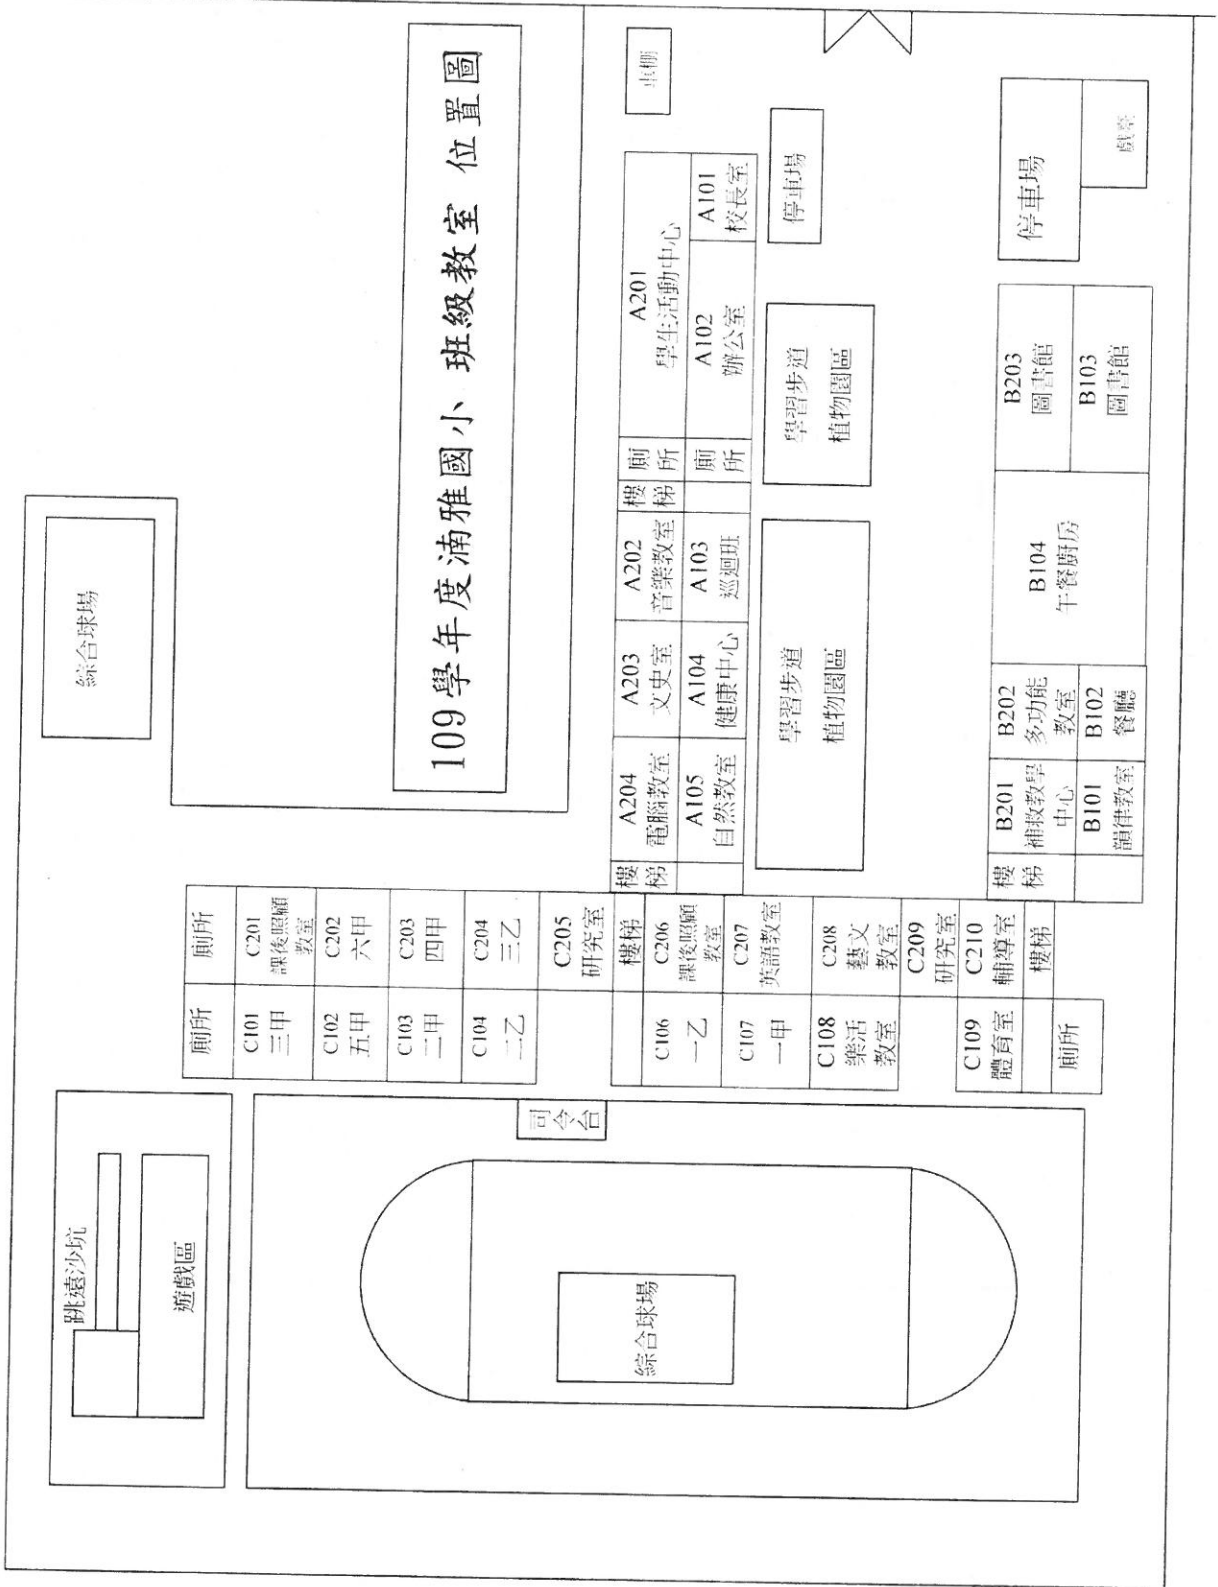 109學年度湳雅國小 班級教室 位置圖
綜合球場
跳遠沙坑
遊戲區
廁所
C201
課後照顧
教室
C202
六甲
C203
四甲
C204
三乙
C205
研究室
樓梯
C206
課後照顧
教室
C207
英語教室
C208
藝文
教室
C209
研究室
C210
輔導室
樓梯
廁所
C101
三甲
C102
五甲
C103
二甲
C104
二乙
C106
一乙
C107
一甲
C108
樂活
教室
C109
體育室
廁所
司令台
綜合球場
樓
梯
A204
電腦教室
A203
文史室
A202
音樂教室
樓
梯
廁
所
A201
學生活動中心
A105
自然教室
A104
健康中心
A103
巡迴班
廁
所
A102
辦公室
A101
校長室
車棚
停車場
學習步道
植物園區
學習步道
植物園區
樓
梯
B201
補救教學
中心
B202
多功能
教室
B104
午餐廚房
B203
圖書館
B101
韻律教室
B102
餐廳
B103
圖書館
停車場